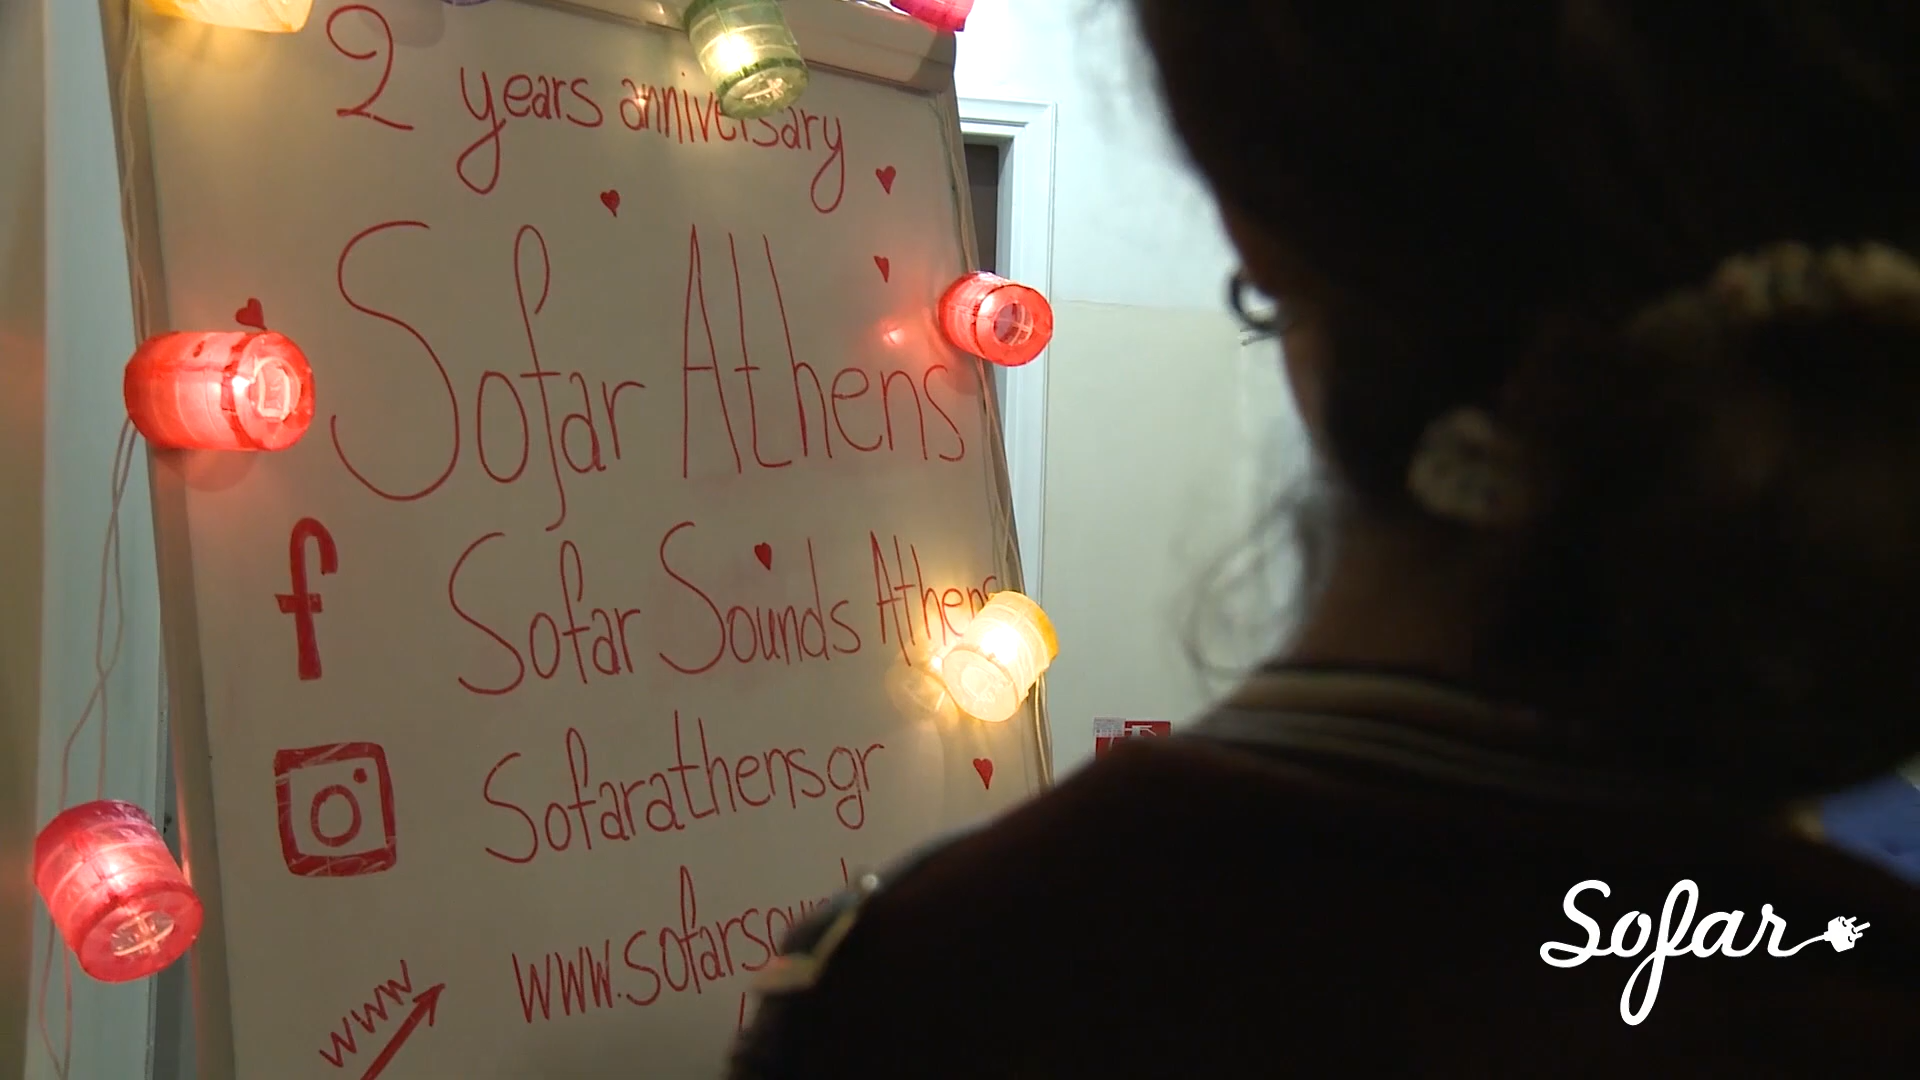 2 years anniversary
Sofar Athens
f Sofar Sounds Athens
Sofarathensgr
www
Sofar